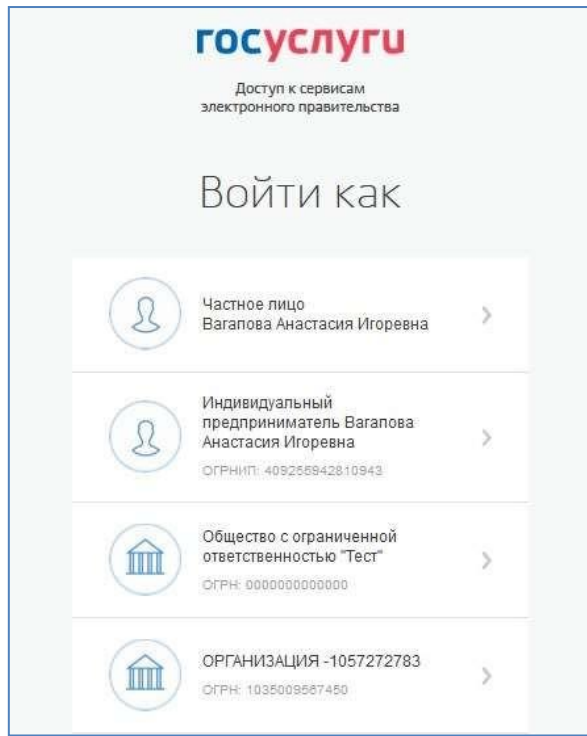 госуслуги
Доступ к сервисам
электронного правительства
Войти как
Частное лицо
Вагапова Анастасия Игоревна
Индивидуальный
предприниматель Вагапова
Анастасия Игоревна
ОГРНИП: 409256942810943
Общество с ограниченной
ответственностью "Тест"
ОГРН: 0000000000000
ОРГАНИЗАЦИЯ -1057272783
ОГРН: 1035009567450